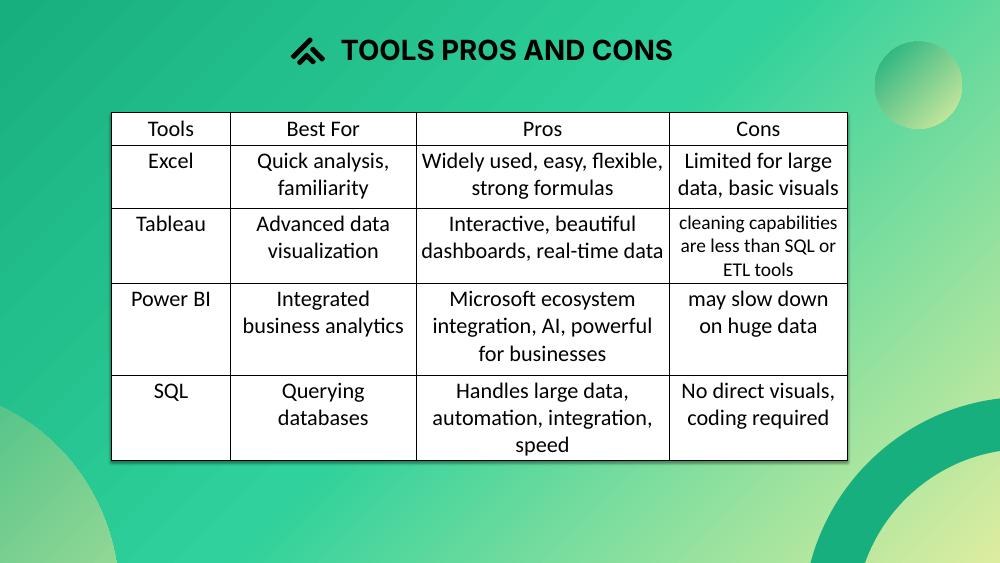 TOOLS PROS AND CONS
Tools Best For Pros Cons
Excel Quick analysis, Widely used, easy, flexible, Limited for large
familiarity strong formulas data, basic visuals
Tableau Advanced data Interactive, beautiful cleaning capabilities
visualization dashboards, real-time data are less than SQL or
ETL tools
Power BI Integrated Microsoft ecosystem may slow down
business analytics integration, AI, powerful on huge data
for businesses
SQL Querying Handles large data, No direct visuals,
databases automation, integration, coding required
speed